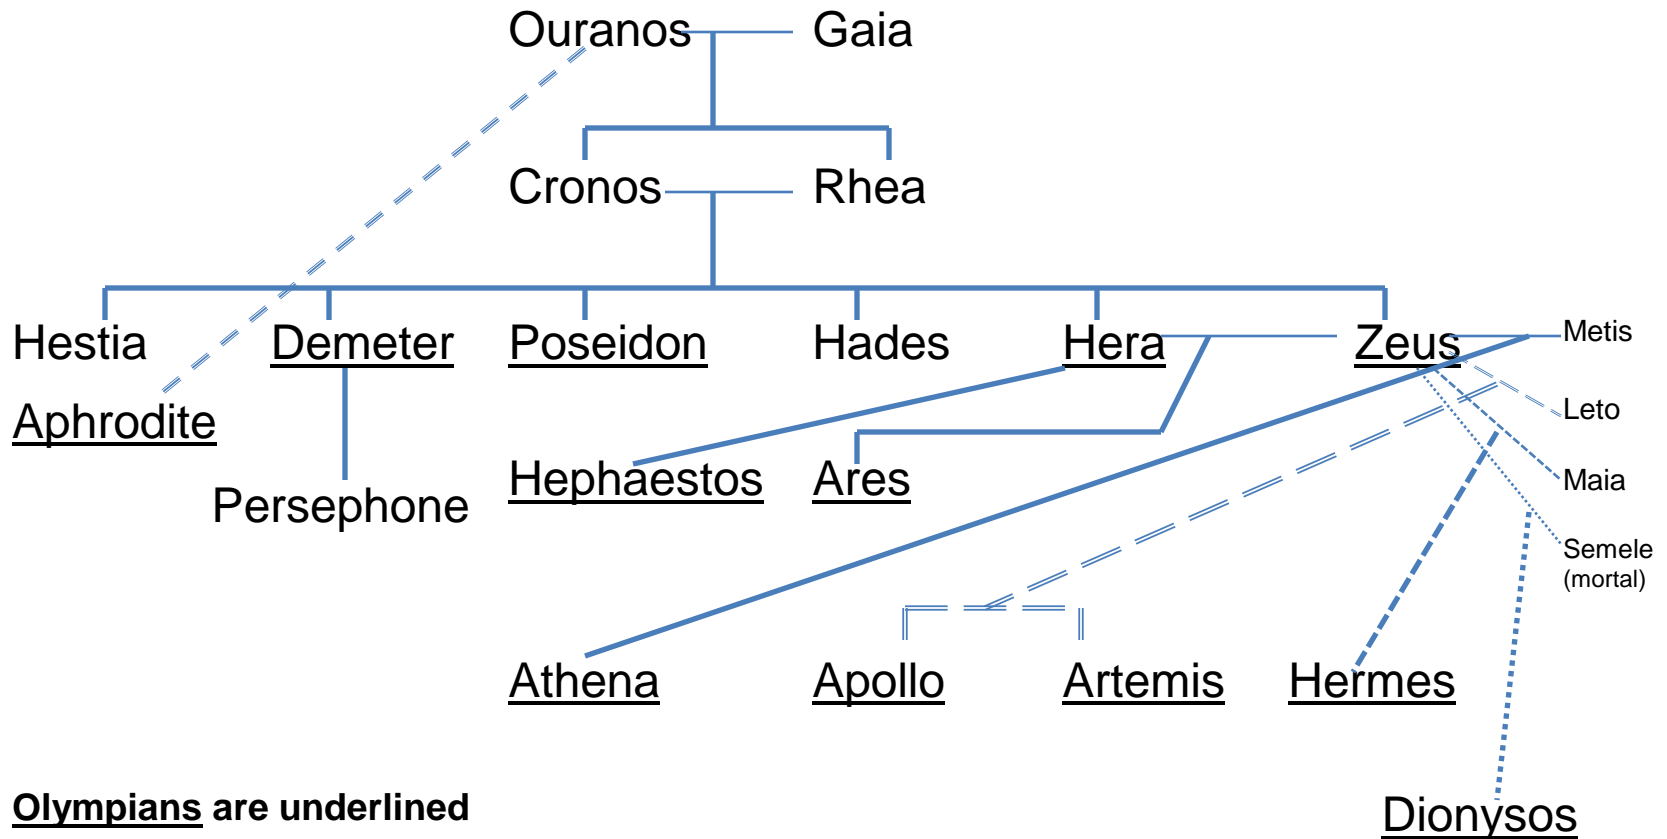 Ouranos Gaia
Cronos Rhea
Hestia Demeter Poseidon Hades Hera Zeus Metis
Aphrodite Leto
Hephaestos Ares Maia
Persephone
Semele
(mortal)
Athena Apollo Artemis Hermes
Olympians are underlined
Dionysos